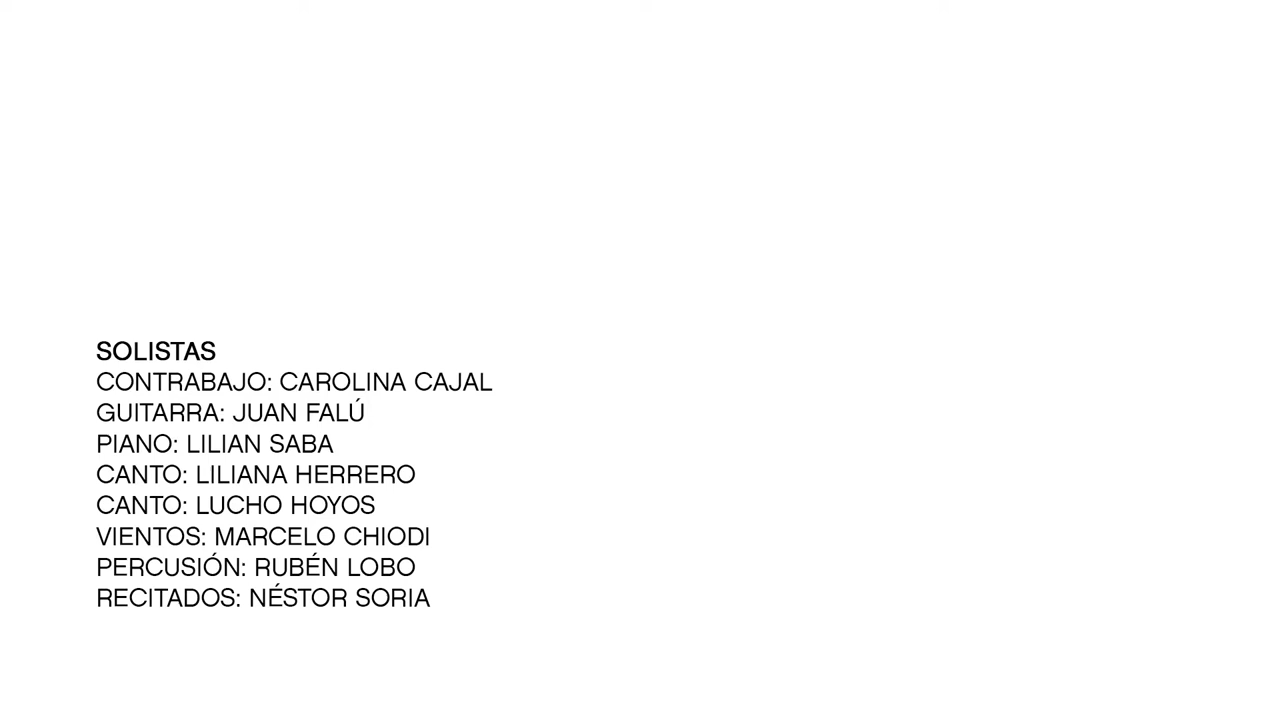 SOLISTAS
CONTRABAJO: CAROLINA CAJAL
GUITARRA: JUAN FALÚ
PIANO: LILIAN SABA
CANTO: LILIANA HERRERO
CANTO: LUCHO HOYOS
VIENTOS: MARCELO CHIODI
PERCUSIÓN: RUBÉN LOBO
RECITADOS: NÉSTOR SORIA